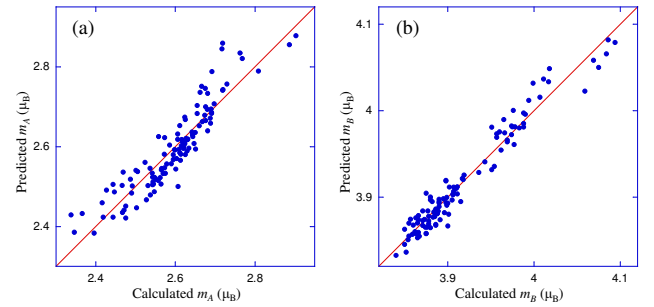 (a)
2.8
2.6
2.4
Predicted m_A (μ_B)
2.4 2.6 2.8
Calculated m_A (μ_B)
(b)
4.1
4
3.9
Predicted m_B (μ_B)
3.9 4 4.1
Calculated m_B (μ_B)